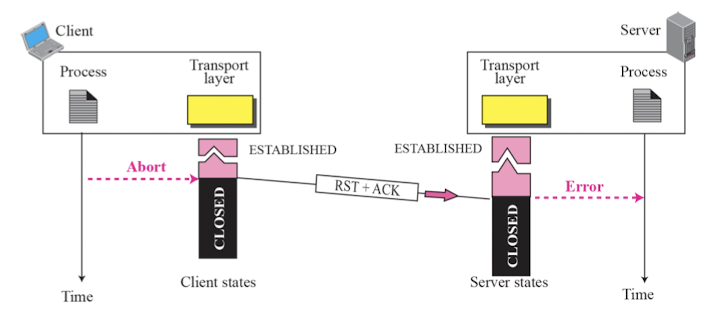 Client
Server
Process
Transport
layer
Transport
layer
Process
ESTABLISHED
ESTABLISHED
Abort
RST + ACK
Error
CLOSED
CLOSED
Client states
Server states
Time
Time